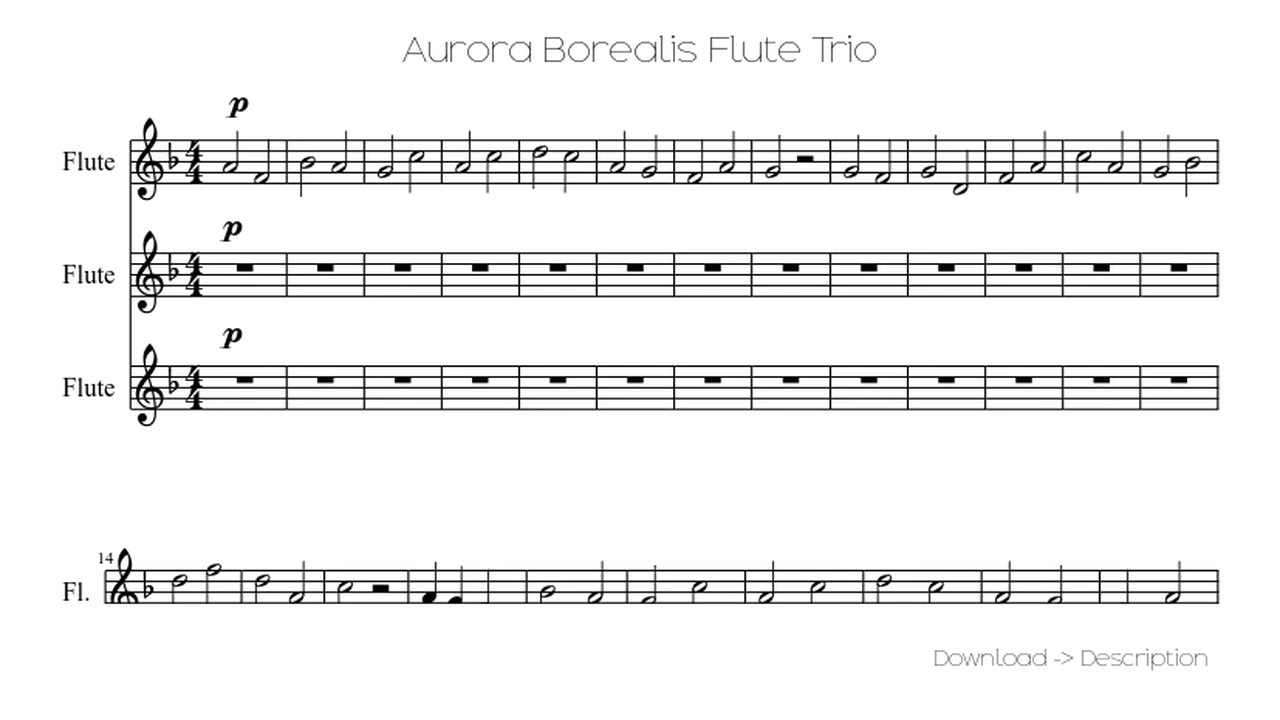 Aurora Borealis Flute Trio
p
Flute
p
Flute
p
Flute
14
Fl.
Download -> Description